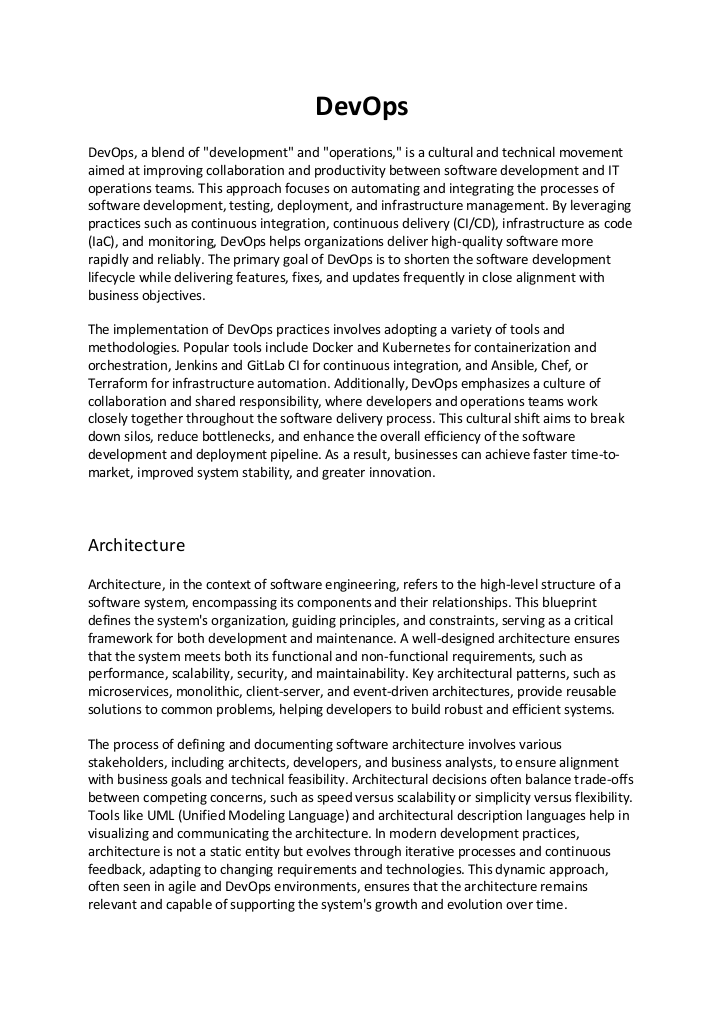 DevOps
DevOps, a blend of "development" and "operations," is a cultural and technical movement
aimed at improving collaboration and productivity between software development and IT
operations teams. This approach focuses on automating and integrating the processes of
software development, testing, deployment, and infrastructure management. By leveraging
practices such as continuous integration, continuous delivery (CI/CD), infrastructure as code
(IaC), and monitoring, DevOps helps organizations deliver high-quality software more
rapidly and reliably. The primary goal of DevOps is to shorten the software development
lifecycle while delivering features, fixes, and updates frequently in close alignment with
business objectives.
The implementation of DevOps practices involves adopting a variety of tools and
methodologies. Popular tools include Docker and Kubernetes for containerization and
orchestration, Jenkins and GitLab CI for continuous integration, and Ansible, Chef, or
Terraform for infrastructure automation. Additionally, DevOps emphasizes a culture of
collaboration and shared responsibility, where developers and operations teams work
closely together throughout the software delivery process. This cultural shift aims to break
down silos, reduce bottlenecks, and enhance the overall efficiency of the software
development and deployment pipeline. As a result, businesses can achieve faster time-to-
market, improved system stability, and greater innovation.
Architecture
Architecture, in the context of software engineering, refers to the high-level structure of a
software system, encompassing its components and their relationships. This blueprint
defines the system's organization, guiding principles, and constraints, serving as a critical
framework for both development and maintenance. A well-designed architecture ensures
that the system meets both its functional and non-functional requirements, such as
performance, scalability, security, and maintainability. Key architectural patterns, such as
microservices, monolithic, client-server, and event-driven architectures, provide reusable
solutions to common problems, helping developers to build robust and efficient systems.
The process of defining and documenting software architecture involves various
stakeholders, including architects, developers, and business analysts, to ensure alignment
with business goals and technical feasibility. Architectural decisions often balance trade-offs
between competing concerns, such as speed versus scalability or simplicity versus flexibility.
Tools like UML (Unified Modeling Language) and architectural description languages help in
visualizing and communicating the architecture. In modern development practices,
architecture is not a static entity but evolves through iterative processes and continuous
feedback, adapting to changing requirements and technologies. This dynamic approach,
often seen in agile and DevOps environments, ensures that the architecture remains
relevant and capable of supporting the system's growth and evolution over time.